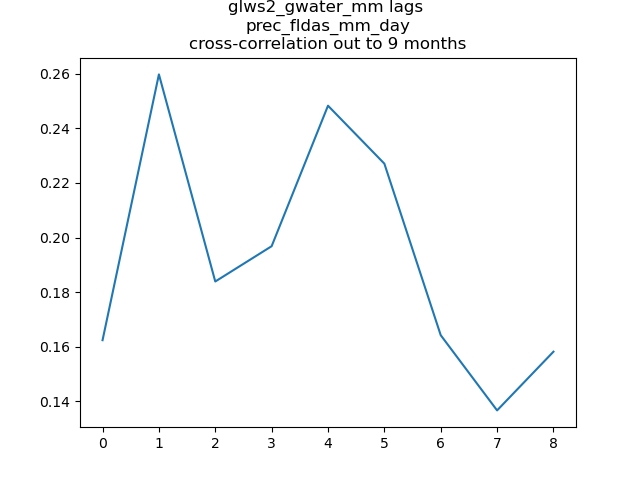 glws2_gwater_mm lags
prec_fldas_mm_day
cross-correlation out to 9 months
0.26
0.24
0.22
0.20
0.18
0.16
0.14
0 1 2 3 4 5 6 7 8